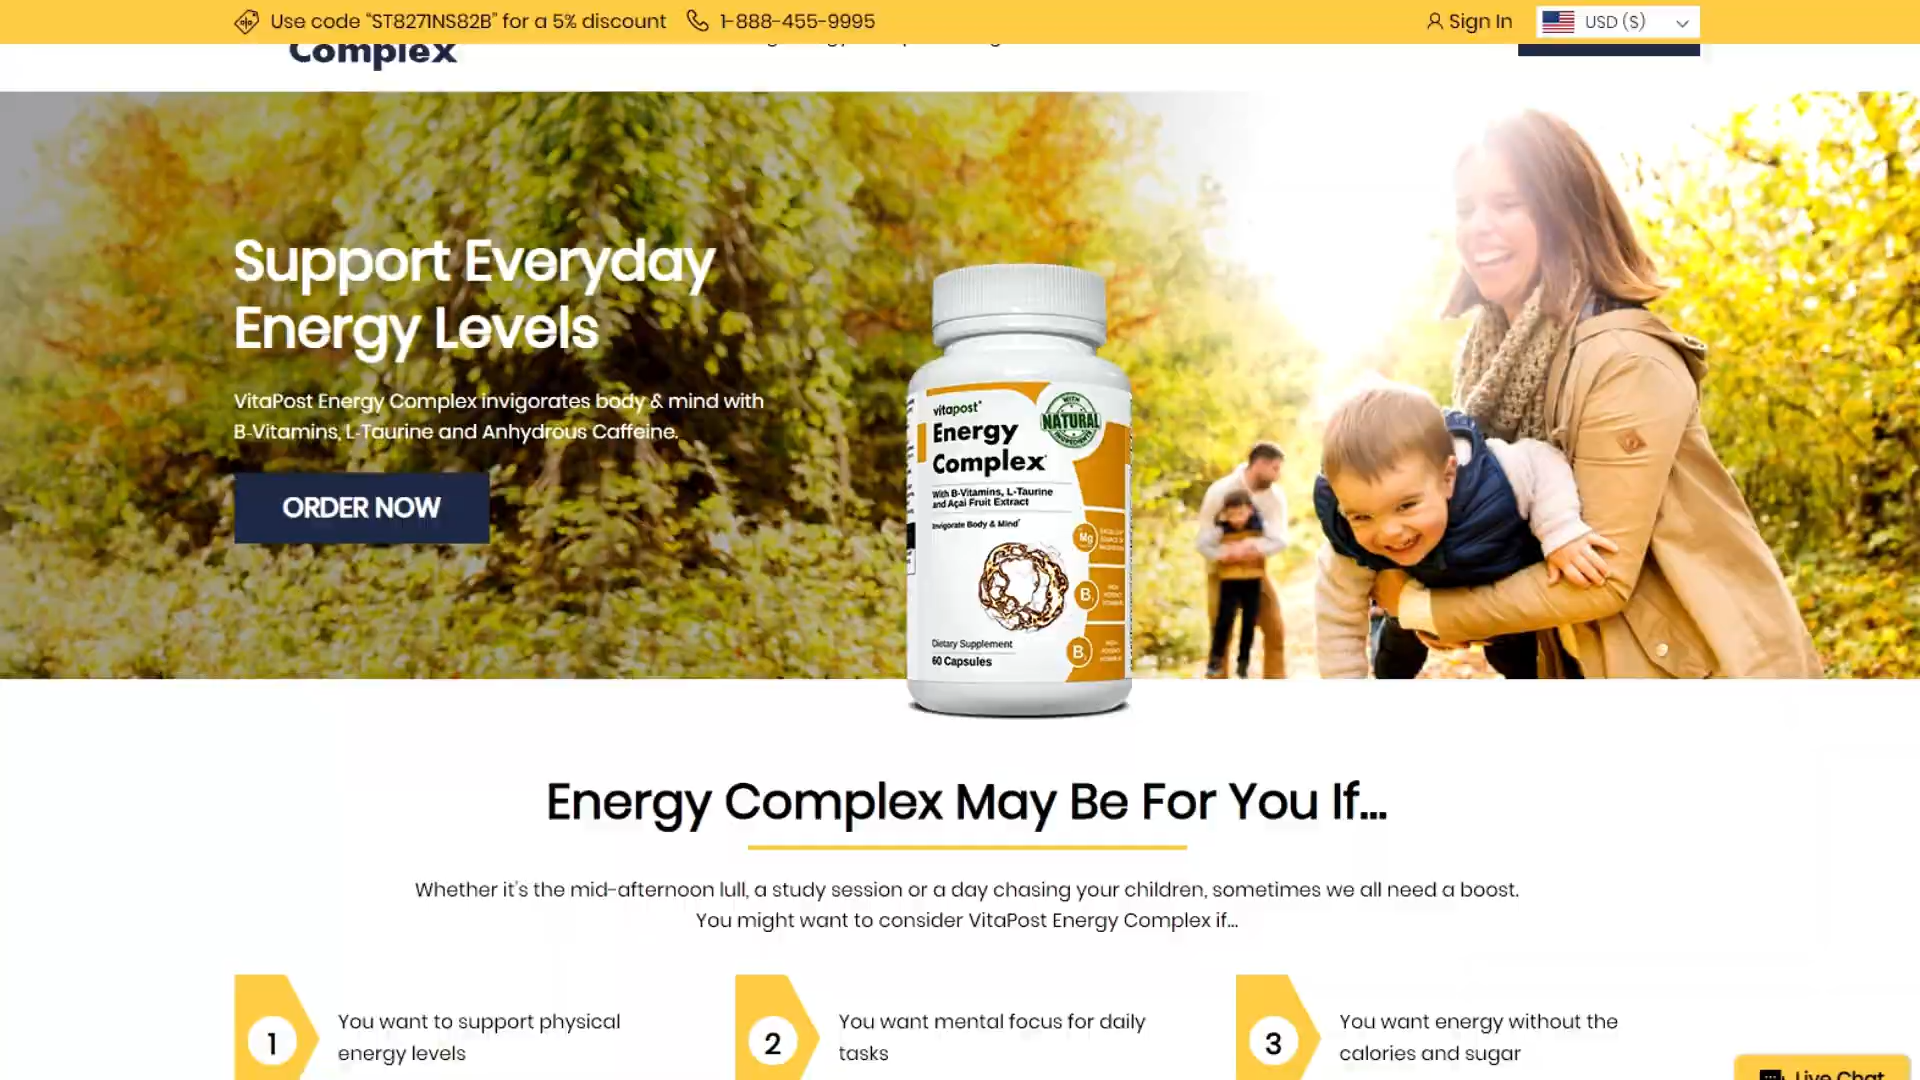 Use code “ST8271NS82B” for a 5% discount
1-888-455-9995
Sign In
USD ($)
Complex
Support Everyday
Energy Levels
VitaPost Energy Complex invigorates body & mind with
B-Vitamins, L-Taurine and Anhydrous Caffeine.
ORDER NOW
vitapost
WITH
NATURAL
INGREDIENTS
Energy
Complex
With B-Vitamins, L-Taurine
and Açai Fruit Extract
Invigorate Body & Mind
Mg
B
B
Dietary Supplement
60 Capsules
Energy Complex May Be For You If...
Whether it's the mid-afternoon lull, a study session or a day chasing your children, sometimes we all need a boost.
You might want to consider VitaPost Energy Complex if...
1
You want to support physical
energy levels
2
You want mental focus for daily
tasks
3
You want energy without the
calories and sugar
Live Chat